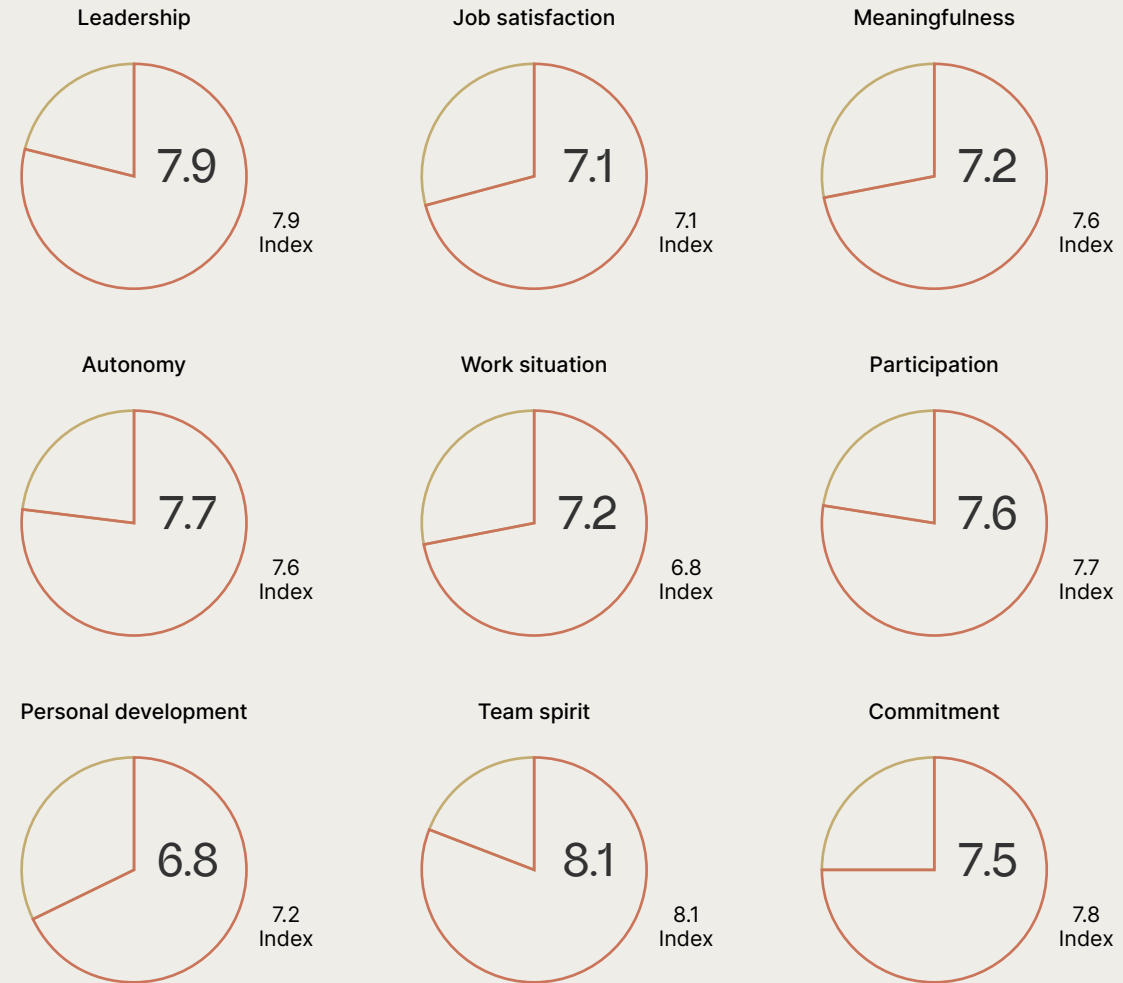 Leadership
7.9
7.9
Index
Job satisfaction
7.1
7.1
Index
Meaningfulness
7.2
7.6
Index
Autonomy
7.7
7.6
Index
Work situation
7.2
6.8
Index
Participation
7.6
7.7
Index
Personal development
6.8
7.2
Index
Team spirit
8.1
8.1
Index
Commitment
7.5
7.8
Index